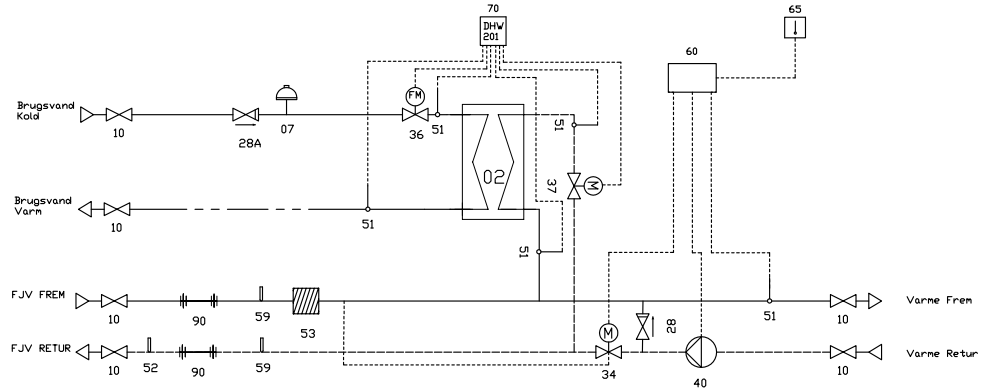 70
65
DHW
201
60
FM
Brugsvand
Kold
10
28A
07
36
51
51
02
37
M
Brugsvand
Varm
10
51
51
FJV FREM
10
90
59
53
82
51
10
Varme Frem
M
FJV RETUR
10
52
90
59
34
40
10
Varme Retur